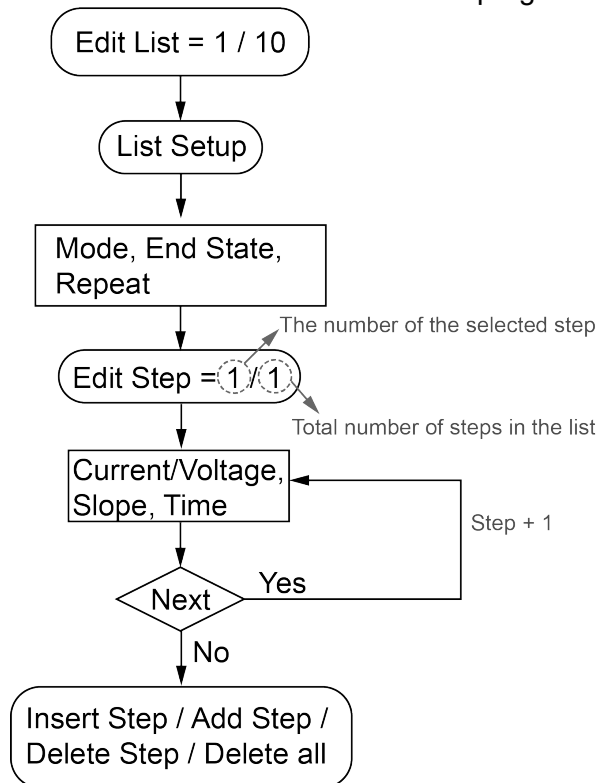 Edit List = 1 / 10
List Setup
Mode, End State,
Repeat
The number of the selected step
Edit Step = 1 / 1
Total number of steps in the list
Current/Voltage,
Slope, Time
Step + 1
Yes
Next
No
Insert Step / Add Step /
Delete Step / Delete all